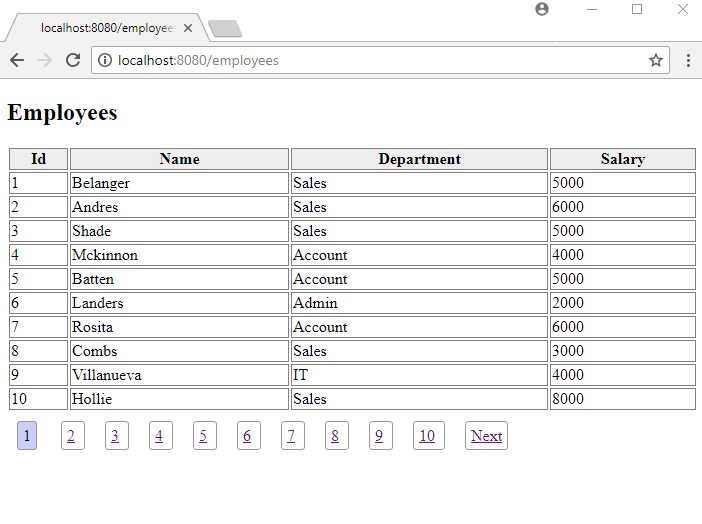 localhost:8080/employee
localhost:8080/employees
Employees
Id Name Department Salary
1 Belanger Sales 5000
2 Andres Sales 6000
3 Shade Sales 5000
4 Mckinnon Account 4000
5 Batten Account 5000
6 Landers Admin 2000
7 Rosita Account 6000
8 Combs Sales 3000
9 Villanueva IT 4000
10 Hollie Sales 8000
1 2 3 4 5 6 7 8 9 10 Next